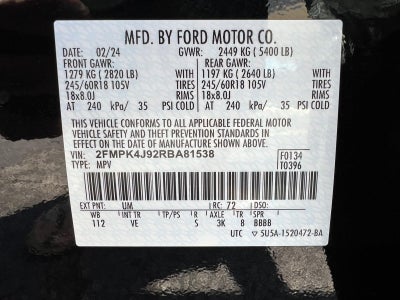 MFD. BY FORD MOTOR CO.
DATE: 02/24 GVWR: 2449 KG ( 5400 LB)
FRONT GAWR: REAR GAWR:
1279 KG ( 2820 LB) WITH 1197 KG ( 2640 LB) WITH
245/60R18 105V TIRES 245/60R18 105V TIRES
18x8.0J RIMS 18x8.0J RIMS
AT 240 kPa/ 35 PSI COLD AT 240 kPa/ 35 PSI COLD
THIS VEHICLE CONFORMS TO ALL APPLICABLE FEDERAL MOTOR
VEHICLE SAFETY AND THEFT PREVENTION STANDARDS IN
EFFECT ON THE DATE OF MANUFACTURE SHOWN ABOVE.
VIN: 2FMPK4J92RBA81538 F0134
TYPE: MPV T0396
EXT PNT: UM RC: 72 DSO:
WB INT TR TP/PS R AXLE TR SPR
112 VE S 3K 8 BBBB
UTC 5U5A-1520472-BA